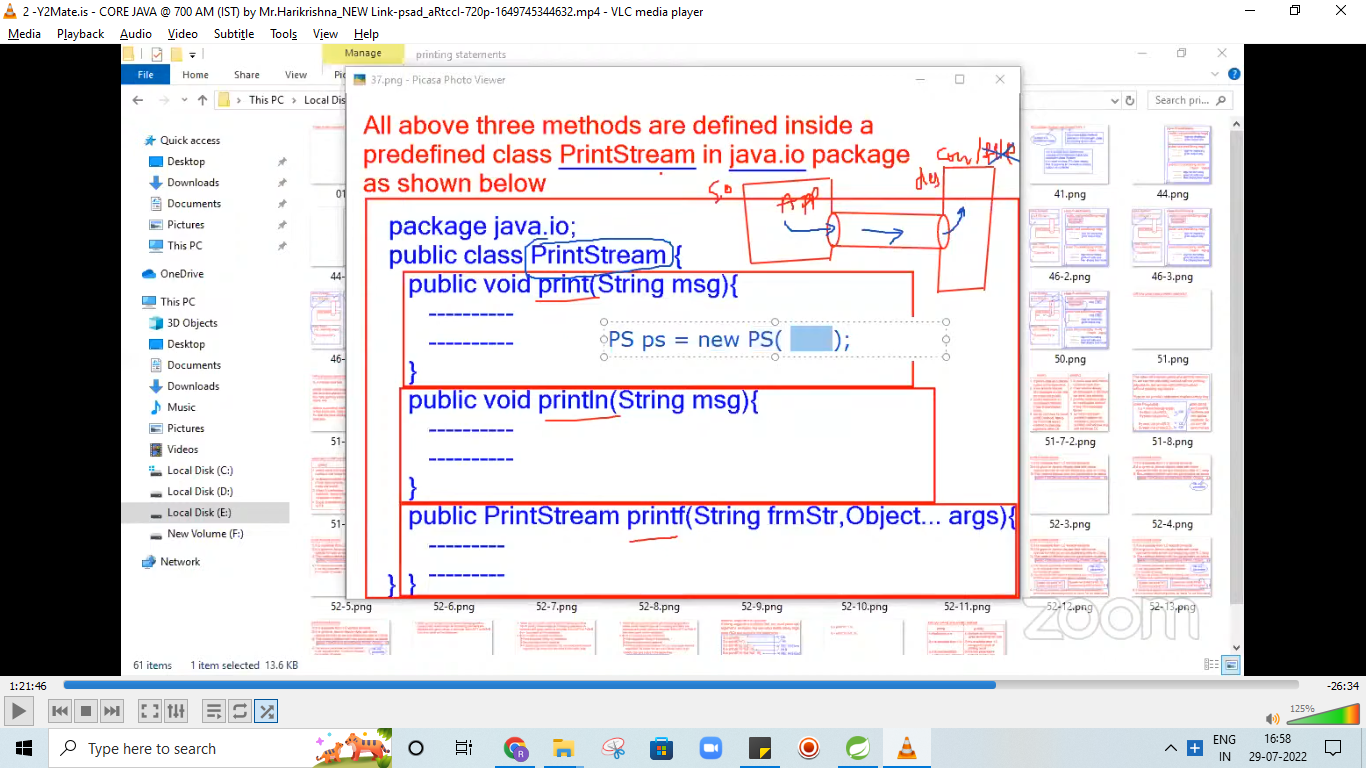 2 -Y2Mate.is - CORE JAVA @ 700 AM (IST) by Mr.Harikrishna_NEW Link-psad_aRtccI-720p-1649745344632.mp4 - VLC media player
Media Playback Audio Video Subtitle Tools View Help
Manage printing statements
File Home Share View
This PC Local Dis
Search pri...
37.png - Picasa Photo Viewer
Quick access
Desktop
Downloads
Documents
Pictures
This PC
OneDrive
This PC
3D Objects
Desktop
Documents
Downloads
Music
Pictures
Videos
Local Disk (C:)
Local Disk (D:)
Local Disk (E:)
New Volume (F:)
Network
All above three methods are defined inside a
predefined class PrintStream in java.io package
as shown below
APP
des
package java.io;
public class PrintStream {
public void print(String msg){
-----------
PS ps = new PS( );
-----------
}
public void println(String msg){
-----------
-----------
}
public PrintStream printf(String frmStr,Object... args){
----------
----------
} }
41.png 44.png
46-2.png 46-3.png
50.png 51.png
51-7-2.png 51-8.png
52-3.png 52-4.png
52-5.png 52-6.png 52-7.png 52-8.png 52-9.png 52-10.png 52-11.png 52-12.png 52-13.png
zoom
61 items 1 item selected 13.6 KB
1:21:46 -26:34
125%
Type here to search
ENG
IN
16:58
29-07-2022